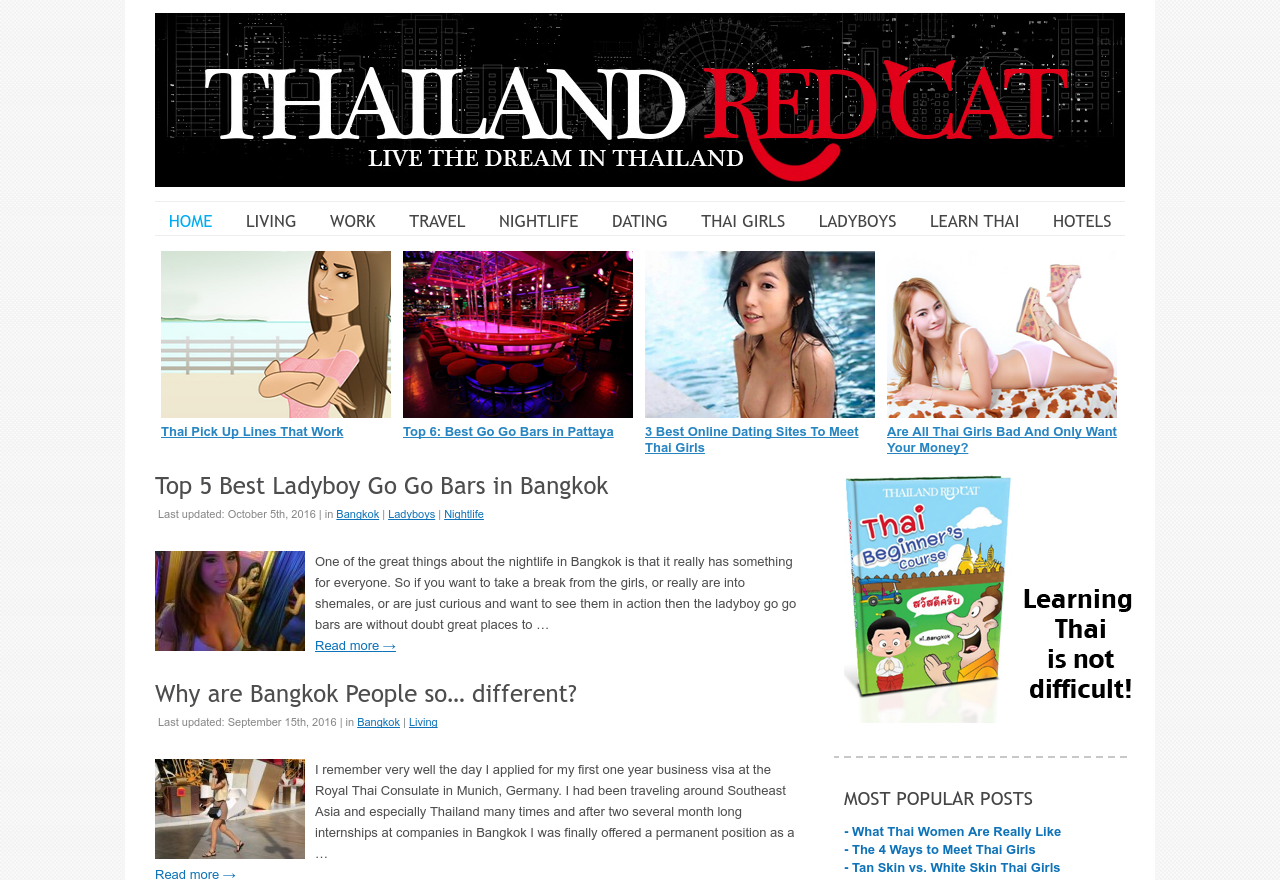 THAILAND REDCAT
LIVE THE DREAM IN THAILAND
HOME LIVING WORK TRAVEL NIGHTLIFE DATING THAI GIRLS LADYBOYS LEARN THAI HOTELS
Thai Pick Up Lines That Work
Top 6: Best Go Go Bars in Pattaya
3 Best Online Dating Sites To Meet
Thai Girls
Are All Thai Girls Bad And Only Want
Your Money?
Top 5 Best Ladyboy Go Go Bars in Bangkok
Last updated: October 5th, 2016 | in Bangkok | Ladyboys | Nightlife
One of the great things about the nightlife in Bangkok is that it really has something
for everyone. So if you want to take a break from the girls, or really are into
shemales, or are just curious and want to see them in action then the ladyboy go go
bars are without doubt great places to …
Read more →
Why are Bangkok People so… different?
Last updated: September 15th, 2016 | in Bangkok | Living
I remember very well the day I applied for my first one year business visa at the
Royal Thai Consulate in Munich, Germany. I had been traveling around Southeast
Asia and especially Thailand many times and after two several month long
internships at companies in Bangkok I was finally offered a permanent position as a
…
Read more →
THAILAND REDCAT
Thai
Beginner's
Course
สวัสดีครับ
Learning
Thai
is not
difficult!
MOST POPULAR POSTS
- What Thai Women Are Really Like
- The 4 Ways to Meet Thai Girls
- Tan Skin vs. White Skin Thai Girls